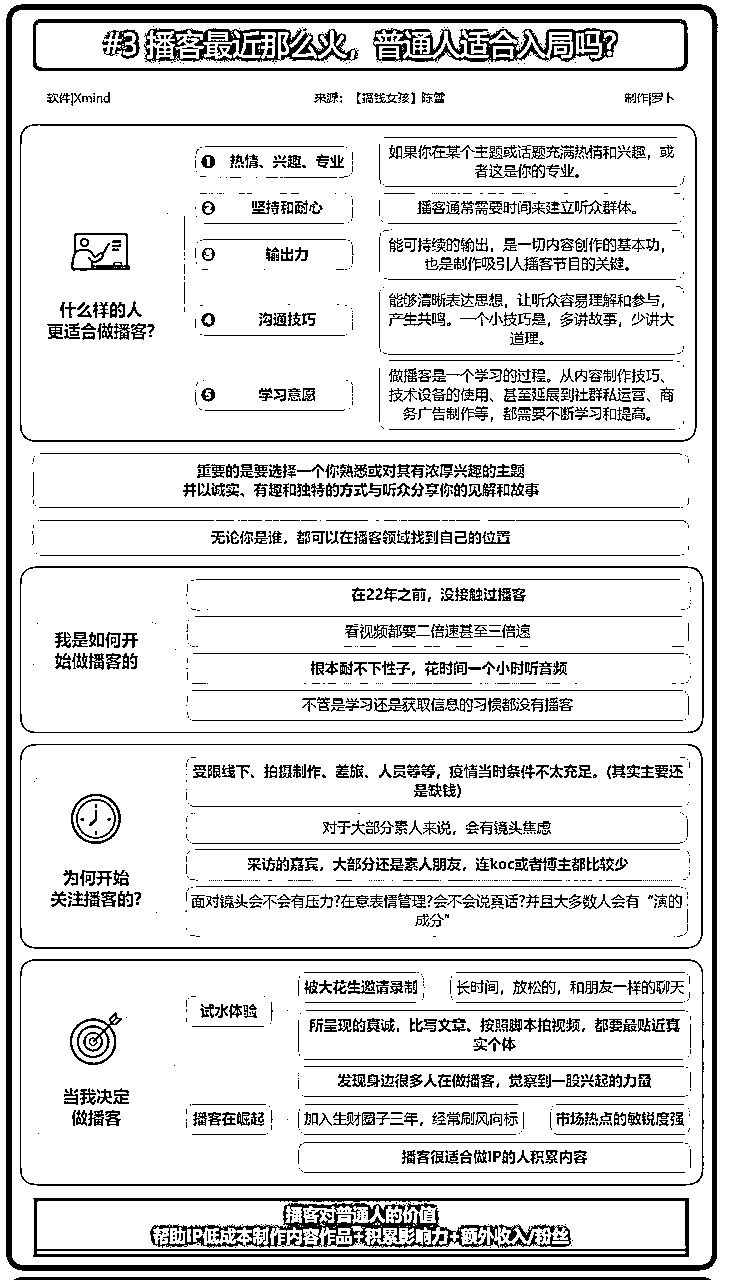 #3 播客最近那么火，普通人适合入局吗？
软件|Xmind
来源：【搞钱女孩】陈雪
制作|罗卜
什么样的人
更适合做播客?
1 热情、兴趣、专业
如果你在某个主题或话题充满热情和兴趣，或
者这是你的专业。
2 坚持和耐心
播客通常需要时间来建立听众群体。
3 输出力
能可持续的输出，是一切内容创作的基本功，
也是制作吸引人播客节目的关键。
4 沟通技巧
能够清晰表达思想，让听众容易理解和参与，
产生共鸣。一个小技巧是，多讲故事，少讲大
道理。
5 学习意愿
做播客是一个学习的过程。从内容制作技巧、
技术设备的使用、甚至延展到社群私运营、商
务广告制作等，都需要不断学习和提高。
重要的是要选择一个你熟悉或对其有浓厚兴趣的主题
并以诚实、有趣和独特的方式与听众分享你的见解和故事
无论你是谁，都可以在播客领域找到自己的位置
我是如何开
始做播客的
在22年之前，没接触过播客
看视频都要二倍速甚至三倍速
根本耐不下性子，花时间一个小时听音频
不管是学习还是获取信息的习惯都没有播客
为何开始
关注播客的?
受限线下、拍摄制作、差旅、人员等等，疫情当时条件不太充足。(其实主要还
是缺钱)
对于大部分素人来说，会有镜头焦虑
采访的嘉宾，大部分还是素人朋友，连koc或者博主都比较少
面对镜头会不会有压力?在意表情管理?会不会说真话?并且大多数人会有“演的
成分”
当我决定
做播客
试水体验
被大花生邀请录制
长时间，放松的，和朋友一样的聊天
所呈现的真诚，比写文章、按照脚本拍视频，都要最贴近真
实个体
播客在崛起
发现身边很多人在做播客，觉察到一股兴起的力量
加入生财圈子三年，经常刷风向标
市场热点的敏锐度强
播客很适合做IP的人积累内容
播客对普通人的价值
帮助IP低成本制作内容作品+积累影响力+额外收入/粉丝